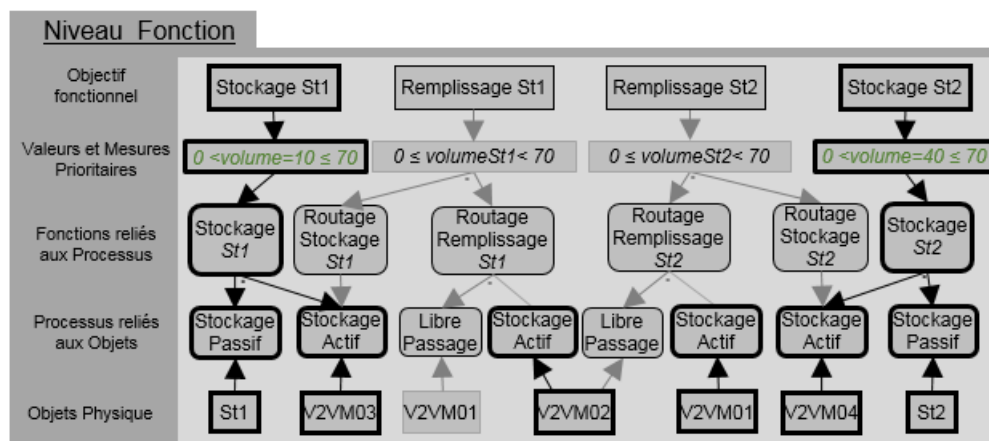 Niveau Fonction
Objectif
fonctionnel
Stockage St1
Remplissage St1
Remplissage St2
Stockage St2
Valeurs et Mesures
Prioritaires
0 <volume=10 ≤ 70
0 ≤ volumeSt1< 70
0 ≤ volumeSt2< 70
0 <volume=40 ≤ 70
Fonctions reliés
aux Processus
Stockage
St1
Routage
Stockage
St1
Routage
Remplissage
St1
Routage
Remplissage
St2
Routage
Stockage
St2
Stockage
St2
Processus reliés
aux Objets
Stockage
Passif
Stockage
Actif
Libre
Passage
Stockage
Actif
Libre
Passage
Stockage
Actif
Stockage
Actif
Stockage
Passif
Objets Physique
St1
V2VM03
V2VM01
V2VM02
V2VM01
V2VM04
St2